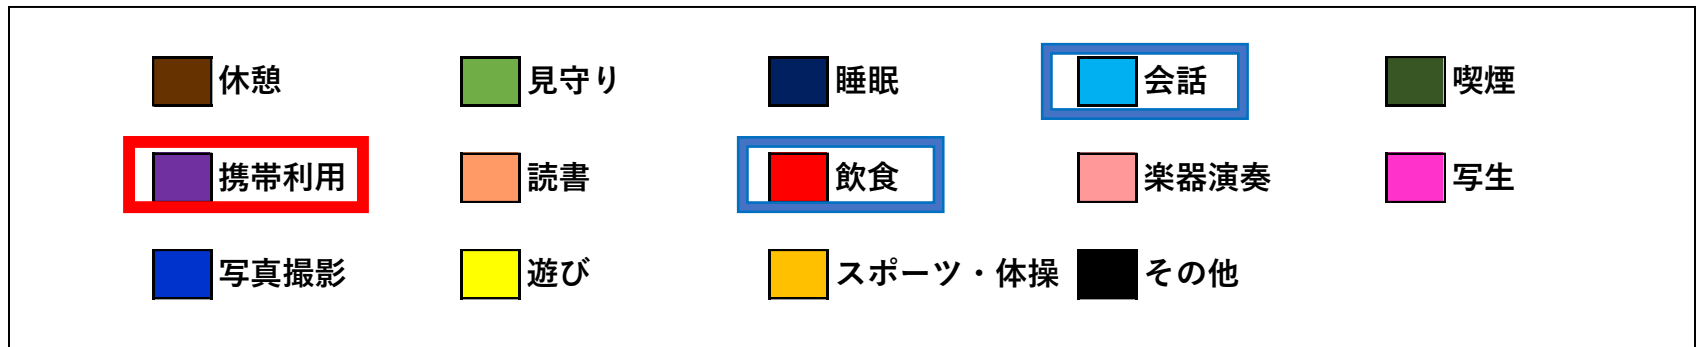 休憩 見守り 睡眠 会話 喫煙
携帯利用 読書 飲食 楽器演奏 写生
写真撮影 遊び スポーツ・体操 その他